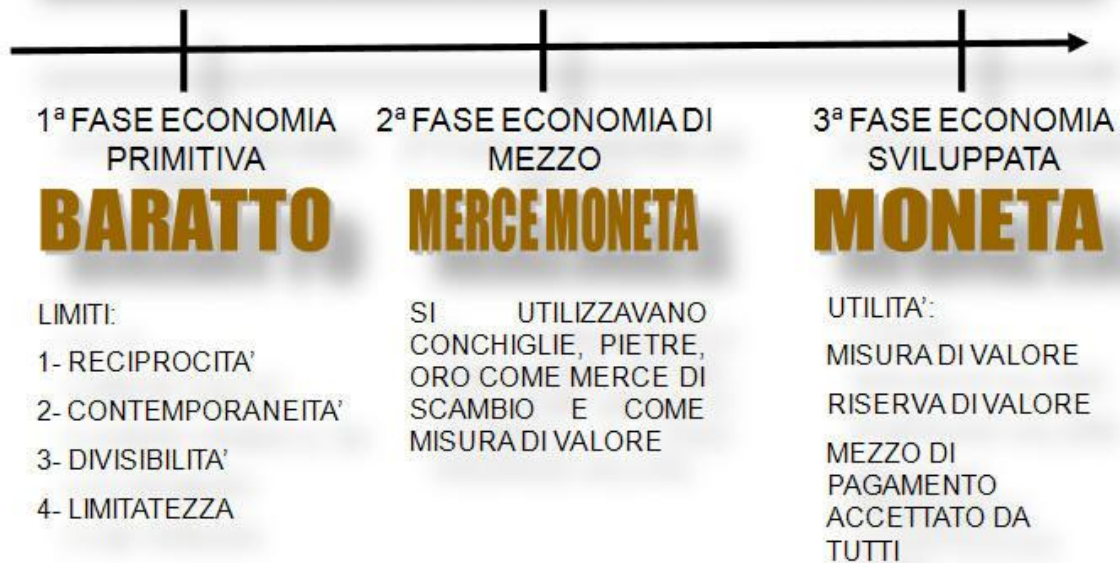 1ª FASE ECONOMIA
PRIMITIVA
BARATTO
LIMITI:
1- RECIPROCITA'
2- CONTEMPORANEITA'
3- DIVISIBILITA'
4- LIMITATEZZA
2ª FASE ECONOMIA DI
MEZZO
MERCE MONETA
SI UTILIZZAVANO
CONCHIGLIE, PIETRE,
ORO COME MERCE DI
SCAMBIO E COME
MISURA DI VALORE
3ª FASE ECONOMIA
SVILUPPATA
MONETA
UTILITA':
MISURA DI VALORE
RISERVA DI VALORE
MEZZO DI
PAGAMENTO
ACCETTATO DA
TUTTI